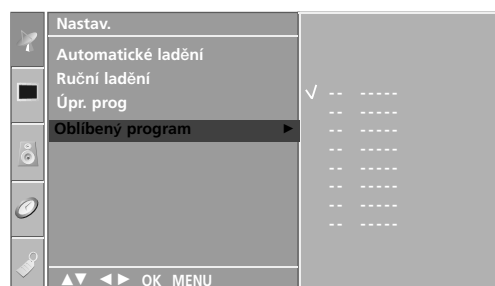 Nastav.
Automatické ladění
Ruční ladění
Úpr. prog
Oblíbený program ►
√ -- -----
-- -----
-- -----
-- -----
-- -----
-- -----
-- -----
-- -----
▲▼ ◄► OK MENU